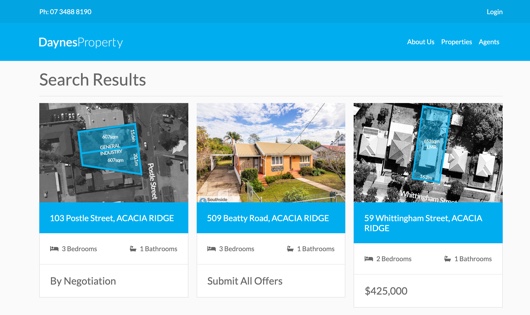 Ph: 07 3488 8190
Login
DaynesProperty
About Us
Properties
Agents
Search Results
607sqm
GENERAL
INDUSTRY
607sqm
Postle Street
103 Postle Street, ACACIA RIDGE
3 Bedrooms
1 Bathrooms
By Negotiation
509 Beatty Road, ACACIA RIDGE
3 Bedrooms
1 Bathrooms
Submit All Offers
Whittingham Street
59 Whittingham Street, ACACIA
RIDGE
2 Bedrooms
1 Bathrooms
$425,000